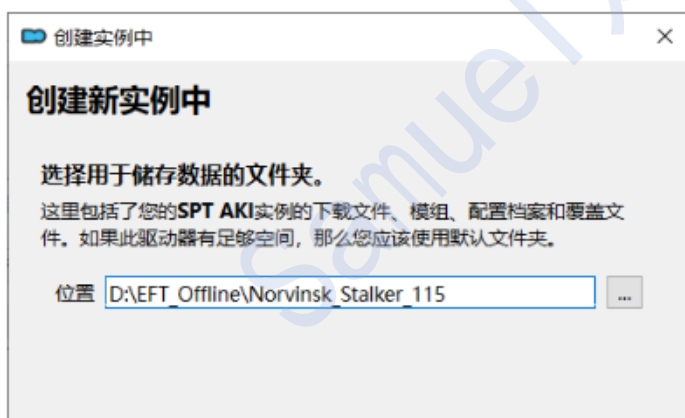 创建实例中
创建新实例中
选择用于储存数据的文件夹。
这里包括了您的SPT AKI实例的下载文件、模组、配置档案和覆盖文
件。如果此驱动器有足够空间，那么您应该使用默认文件夹。
位置 D:\EFT_Offline\Norvinsk_Stalker_115 ...
SamueTX